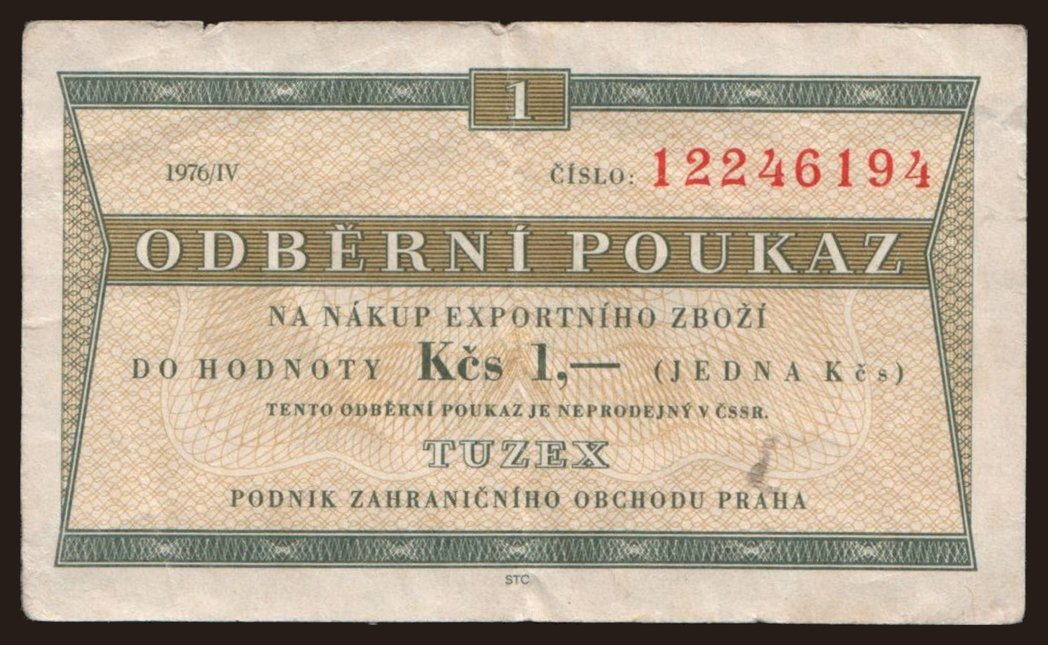 1
1976/IV ČÍSLO: 12246194
ODBĚRNÍ POUKAZ
NA NÁKUP EXPORTNÍHO ZBOŽÍ
DO HODNOTY Kčs 1,— (JEDNA Kčs)
TENTO ODBĚRNÍ POUKAZ JE NEPRODEJNÝ V ČSSR.
TUZEX
PODNIK ZAHRANIČNÍHO OBCHODU PRAHA
STC